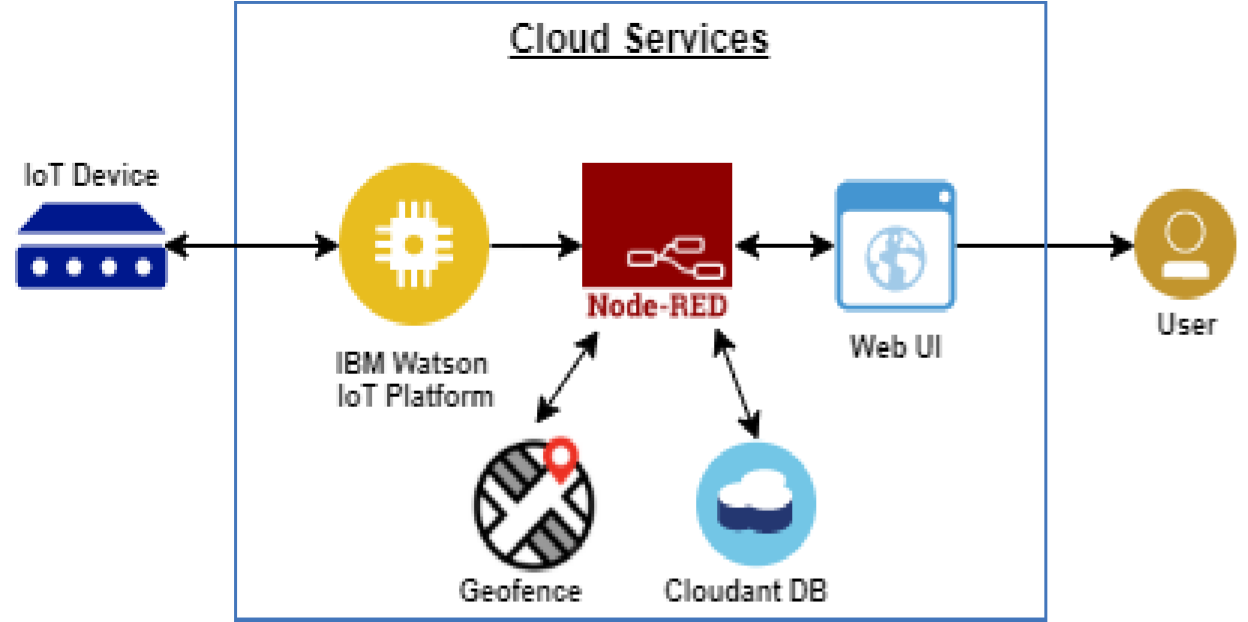 Cloud Services
IoT Device
Node-RED
IBM Watson
IoT Platform
Web UI
User
Geofence
Cloudant DB